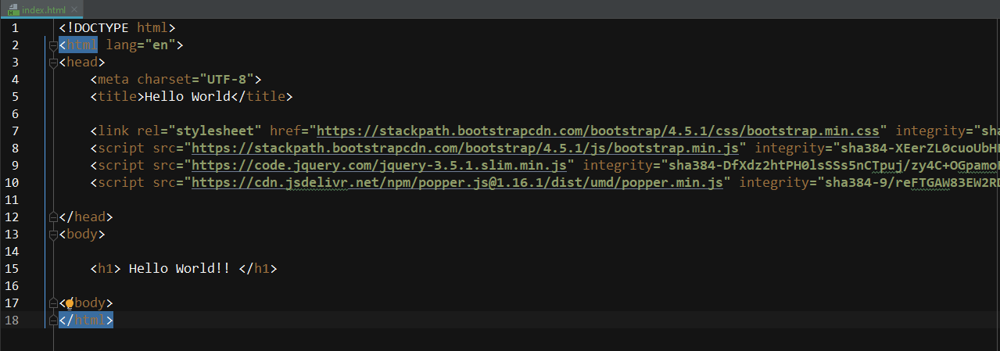 index.html
1 <!DOCTYPE html>
2 <html lang="en">
3 <head>
4 <meta charset="UTF-8">
5 <title>Hello World</title>
6
7 <link rel="stylesheet" href="https://stackpath.bootstrapcdn.com/bootstrap/4.5.1/css/bootstrap.min.css" integrity="sha
8 <script src="https://stackpath.bootstrapcdn.com/bootstrap/4.5.1/js/bootstrap.min.js" integrity="sha384-XEerZL0cuoUbH
9 <script src="https://code.jquery.com/jquery-3.5.1.slim.min.js" integrity="sha384-DfXdz2htPH0lsSSs5nCTpuj/zy4C+OGpamo
10 <script src="https://cdn.jsdelivr.net/npm/popper.js@1.16.1/dist/umd/popper.min.js" integrity="sha384-9/reFTGAW83EW2RD
11
12 </head>
13 <body>
14
15 <h1> Hello World!! </h1>
16
17 </body>
18 </html>